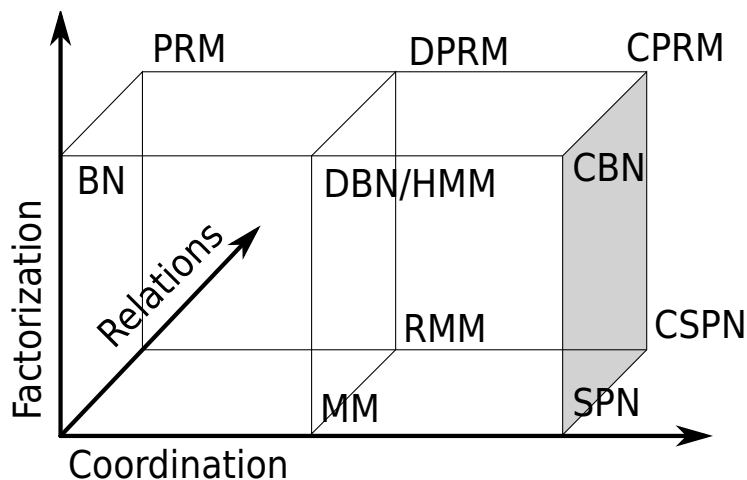 PRM
DPRM
CPRM
BN
DBN/HMM
CBN
Factorization
Relations
RMM
CSPN
MM
SPN
Coordination